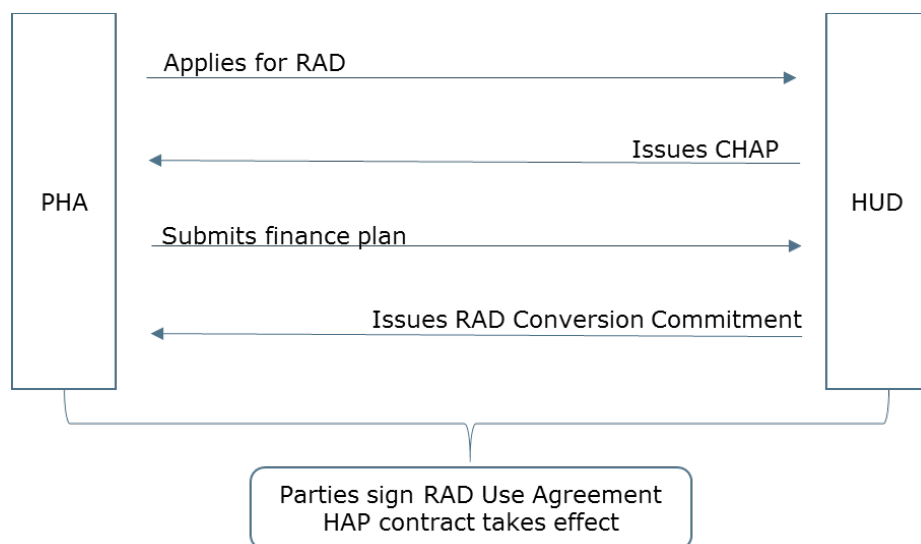 Applies for RAD
Issues CHAP
PHA
HUD
Submits finance plan
Issues RAD Conversion Commitment
Parties sign RAD Use Agreement
HAP contract takes effect